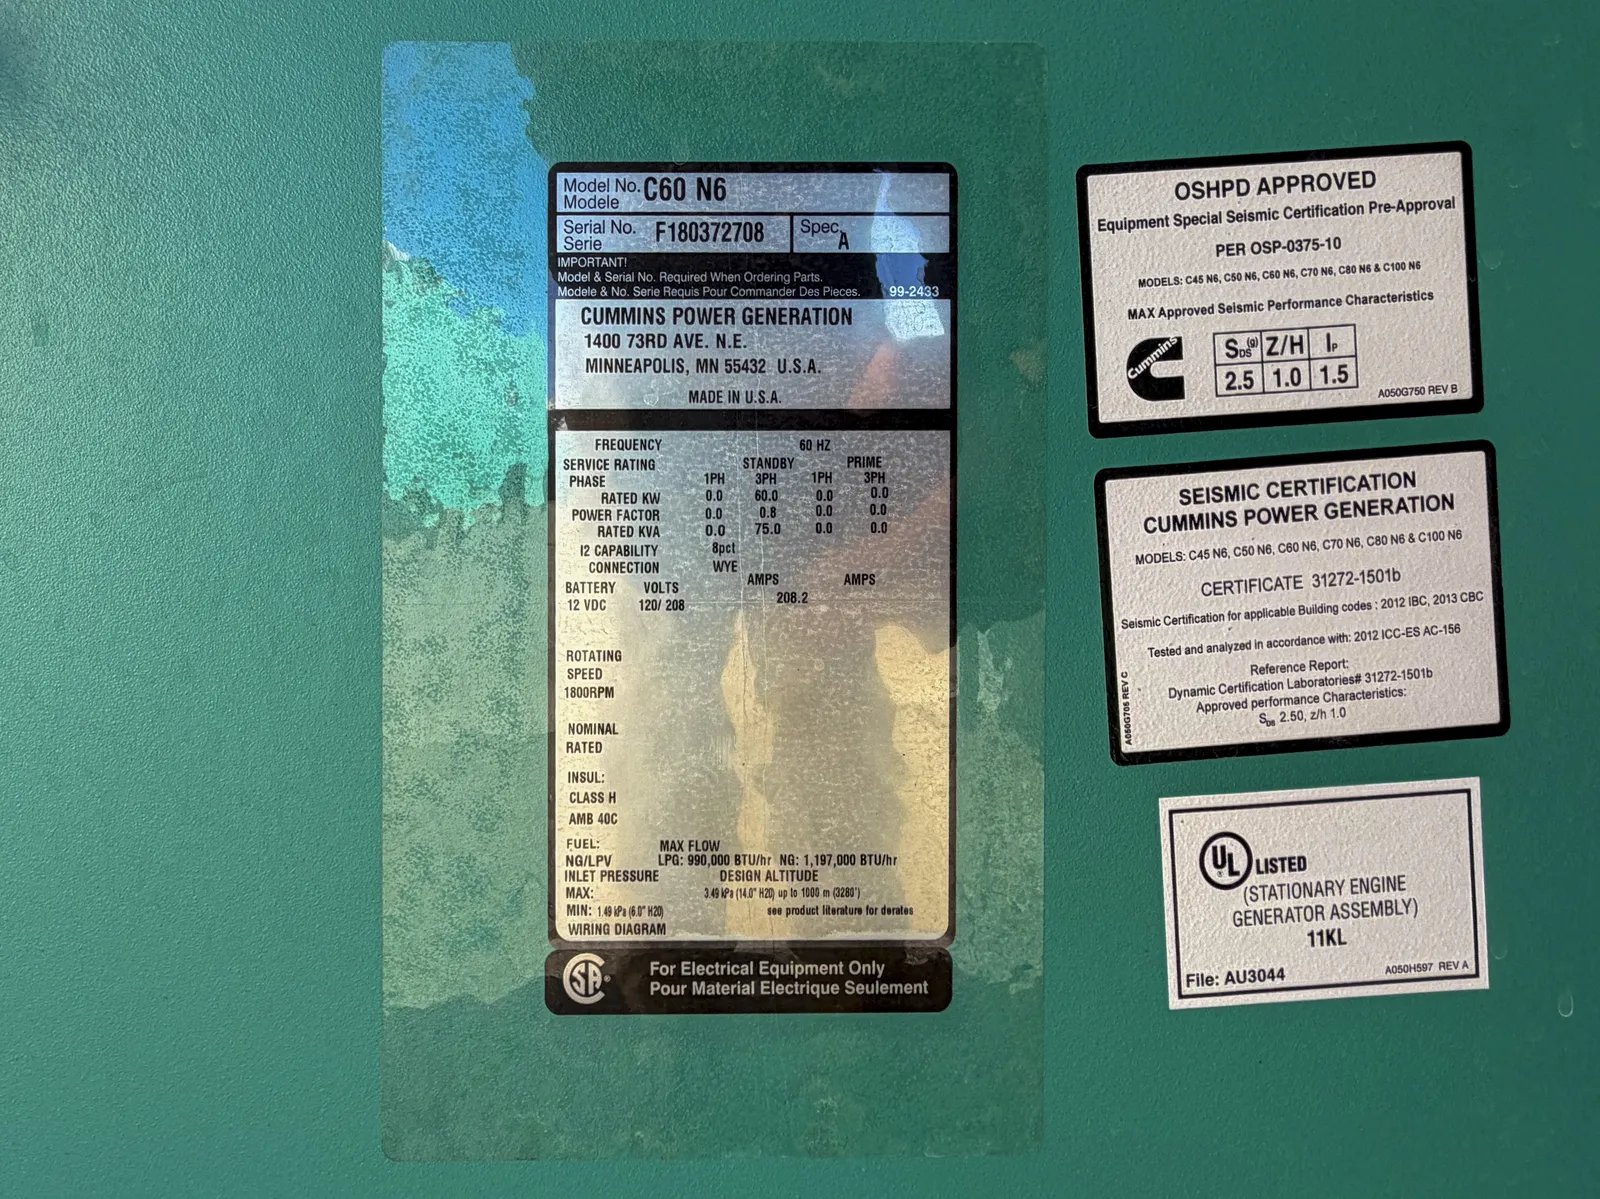 Model No. C60 N6
Modele
Serial No. F180372708 Spec. A
Serie
IMPORTANT!
Model & Serial No. Required When Ordering Parts.
Modele & No. Serie Requis Pour Commander Des Pieces. 99-2433
CUMMINS POWER GENERATION
1400 73RD AVE. N.E.
MINNEAPOLIS, MN 55432 U.S.A.
MADE IN U.S.A.
FREQUENCY 60 HZ
SERVICE RATING STANDBY PRIME
PHASE 1PH 3PH 1PH 3PH
RATED KW 0.0 60.0 0.0 0.0
POWER FACTOR 0.0 0.8 0.0 0.0
RATED KVA 0.0 75.0 0.0 0.0
I2 CAPABILITY 8pct
CONNECTION WYE
BATTERY VOLTS AMPS AMPS
12 VDC 120/ 208 208.2
ROTATING
SPEED
1800RPM
NOMINAL
RATED
INSUL:
CLASS H
AMB 40C
FUEL: MAX FLOW
NG/LPV LPG: 990,000 BTU/hr NG: 1,197,000 BTU/hr
INLET PRESSURE DESIGN ALTITUDE
MAX: 3.49 kPa (14.0" H20) up to 1000 m (3280')
MIN: 1.49 kPa (6.0" H20) see product literature for derates
WIRING DIAGRAM
CSA ® For Electrical Equipment Only
Pour Material Electrique Seulement
OSHPD APPROVED
Equipment Special Seismic Certification Pre-Approval
PER OSP-0375-10
MODELS: C45 N6, C50 N6, C60 N6, C70 N6, C80 N6 & C100 N6
MAX Approved Seismic Performance Characteristics
Cummins
SDS(g) Z/H IP
2.5 1.0 1.5
A050G750 REV B
SEISMIC CERTIFICATION
CUMMINS POWER GENERATION
MODELS: C45 N6, C50 N6, C60 N6, C70 N6, C80 N6 & C100 N6
CERTIFICATE 31272-1501b
Seismic Certification for applicable Building codes : 2012 IBC, 2013 CBC
Tested and analyzed in accordance with: 2012 ICC-ES AC-156
Reference Report:
Dynamic Certification Laboratories# 31272-1501b
Approved performance Characteristics:
SDS 2.50, z/h 1.0
A050G705 REV C
UL LISTED
(STATIONARY ENGINE
GENERATOR ASSEMBLY)
11KL
File: AU3044 A050H597 REV A